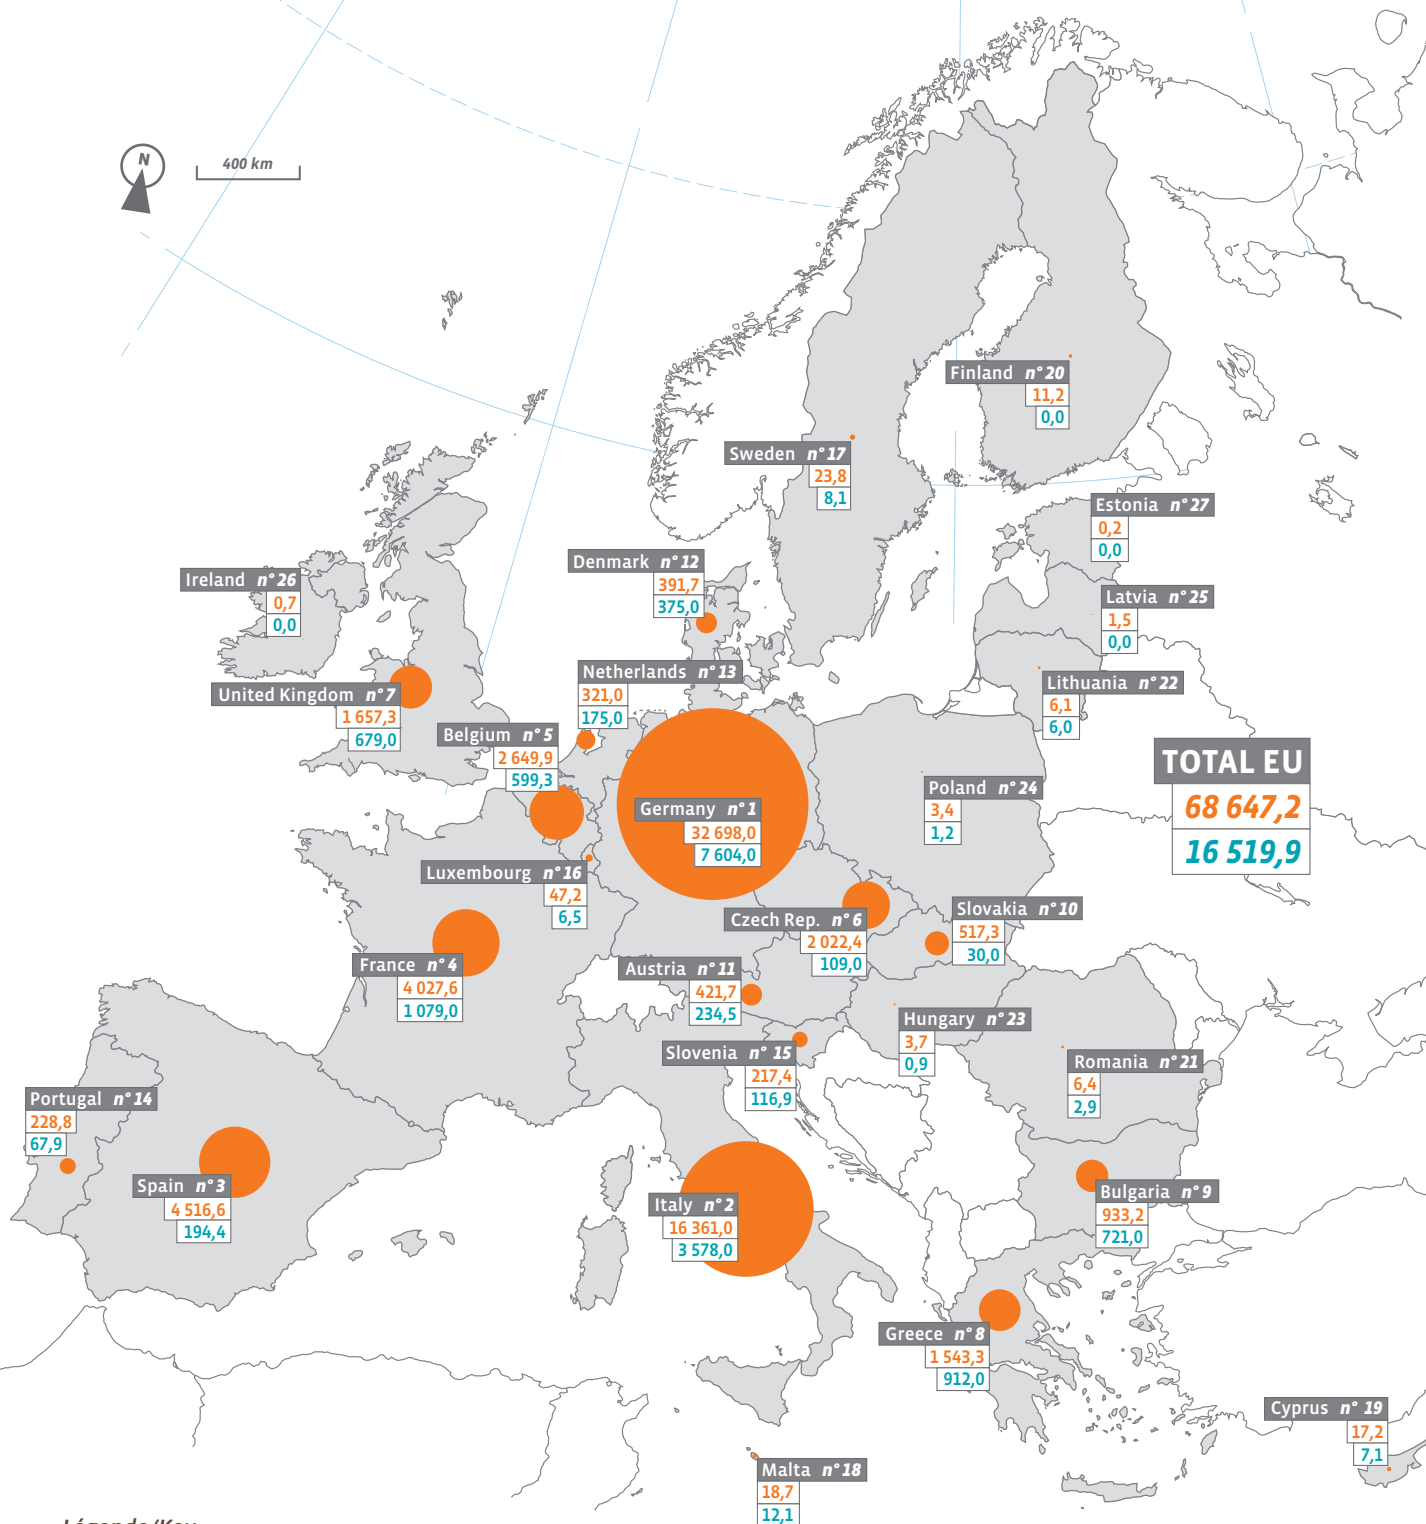 N
400 km
Finland n° 20
11,2
0,0
Sweden n° 17
23,8
8,1
Estonia n° 27
0,2
0,0
Denmark n° 12
391,7
375,0
Ireland n° 26
0,7
0,0
Latvia n° 25
1,5
0,0
Netherlands n° 13
321,0
175,0
Lithuania n° 22
6,1
6,0
United Kingdom n° 7
1 657,3
679,0
Belgium n° 5
2 649,9
599,3
TOTAL EU
68 647,2
16 519,9
Poland n° 24
3,4
1,2
Germany n° 1
32 698,0
7 604,0
Luxembourg n° 16
47,2
6,5
Czech Rep. n° 6
2 022,4
109,0
Slovakia n° 10
517,3
30,0
France n° 4
4 027,6
1 079,0
Austria n° 11
421,7
234,5
Hungary n° 23
3,7
0,9
Slovenia n° 15
217,4
116,9
Romania n° 21
6,4
2,9
Portugal n° 14
228,8
67,9
Spain n° 3
4 516,6
194,4
Italy n° 2
16 361,0
3 578,0
Bulgaria n° 9
933,2
721,0
Greece n° 8
1 543,3
912,0
Cyprus n° 19
17,2
7,1
Malta n° 18
18,7
12,1
Légende/Key